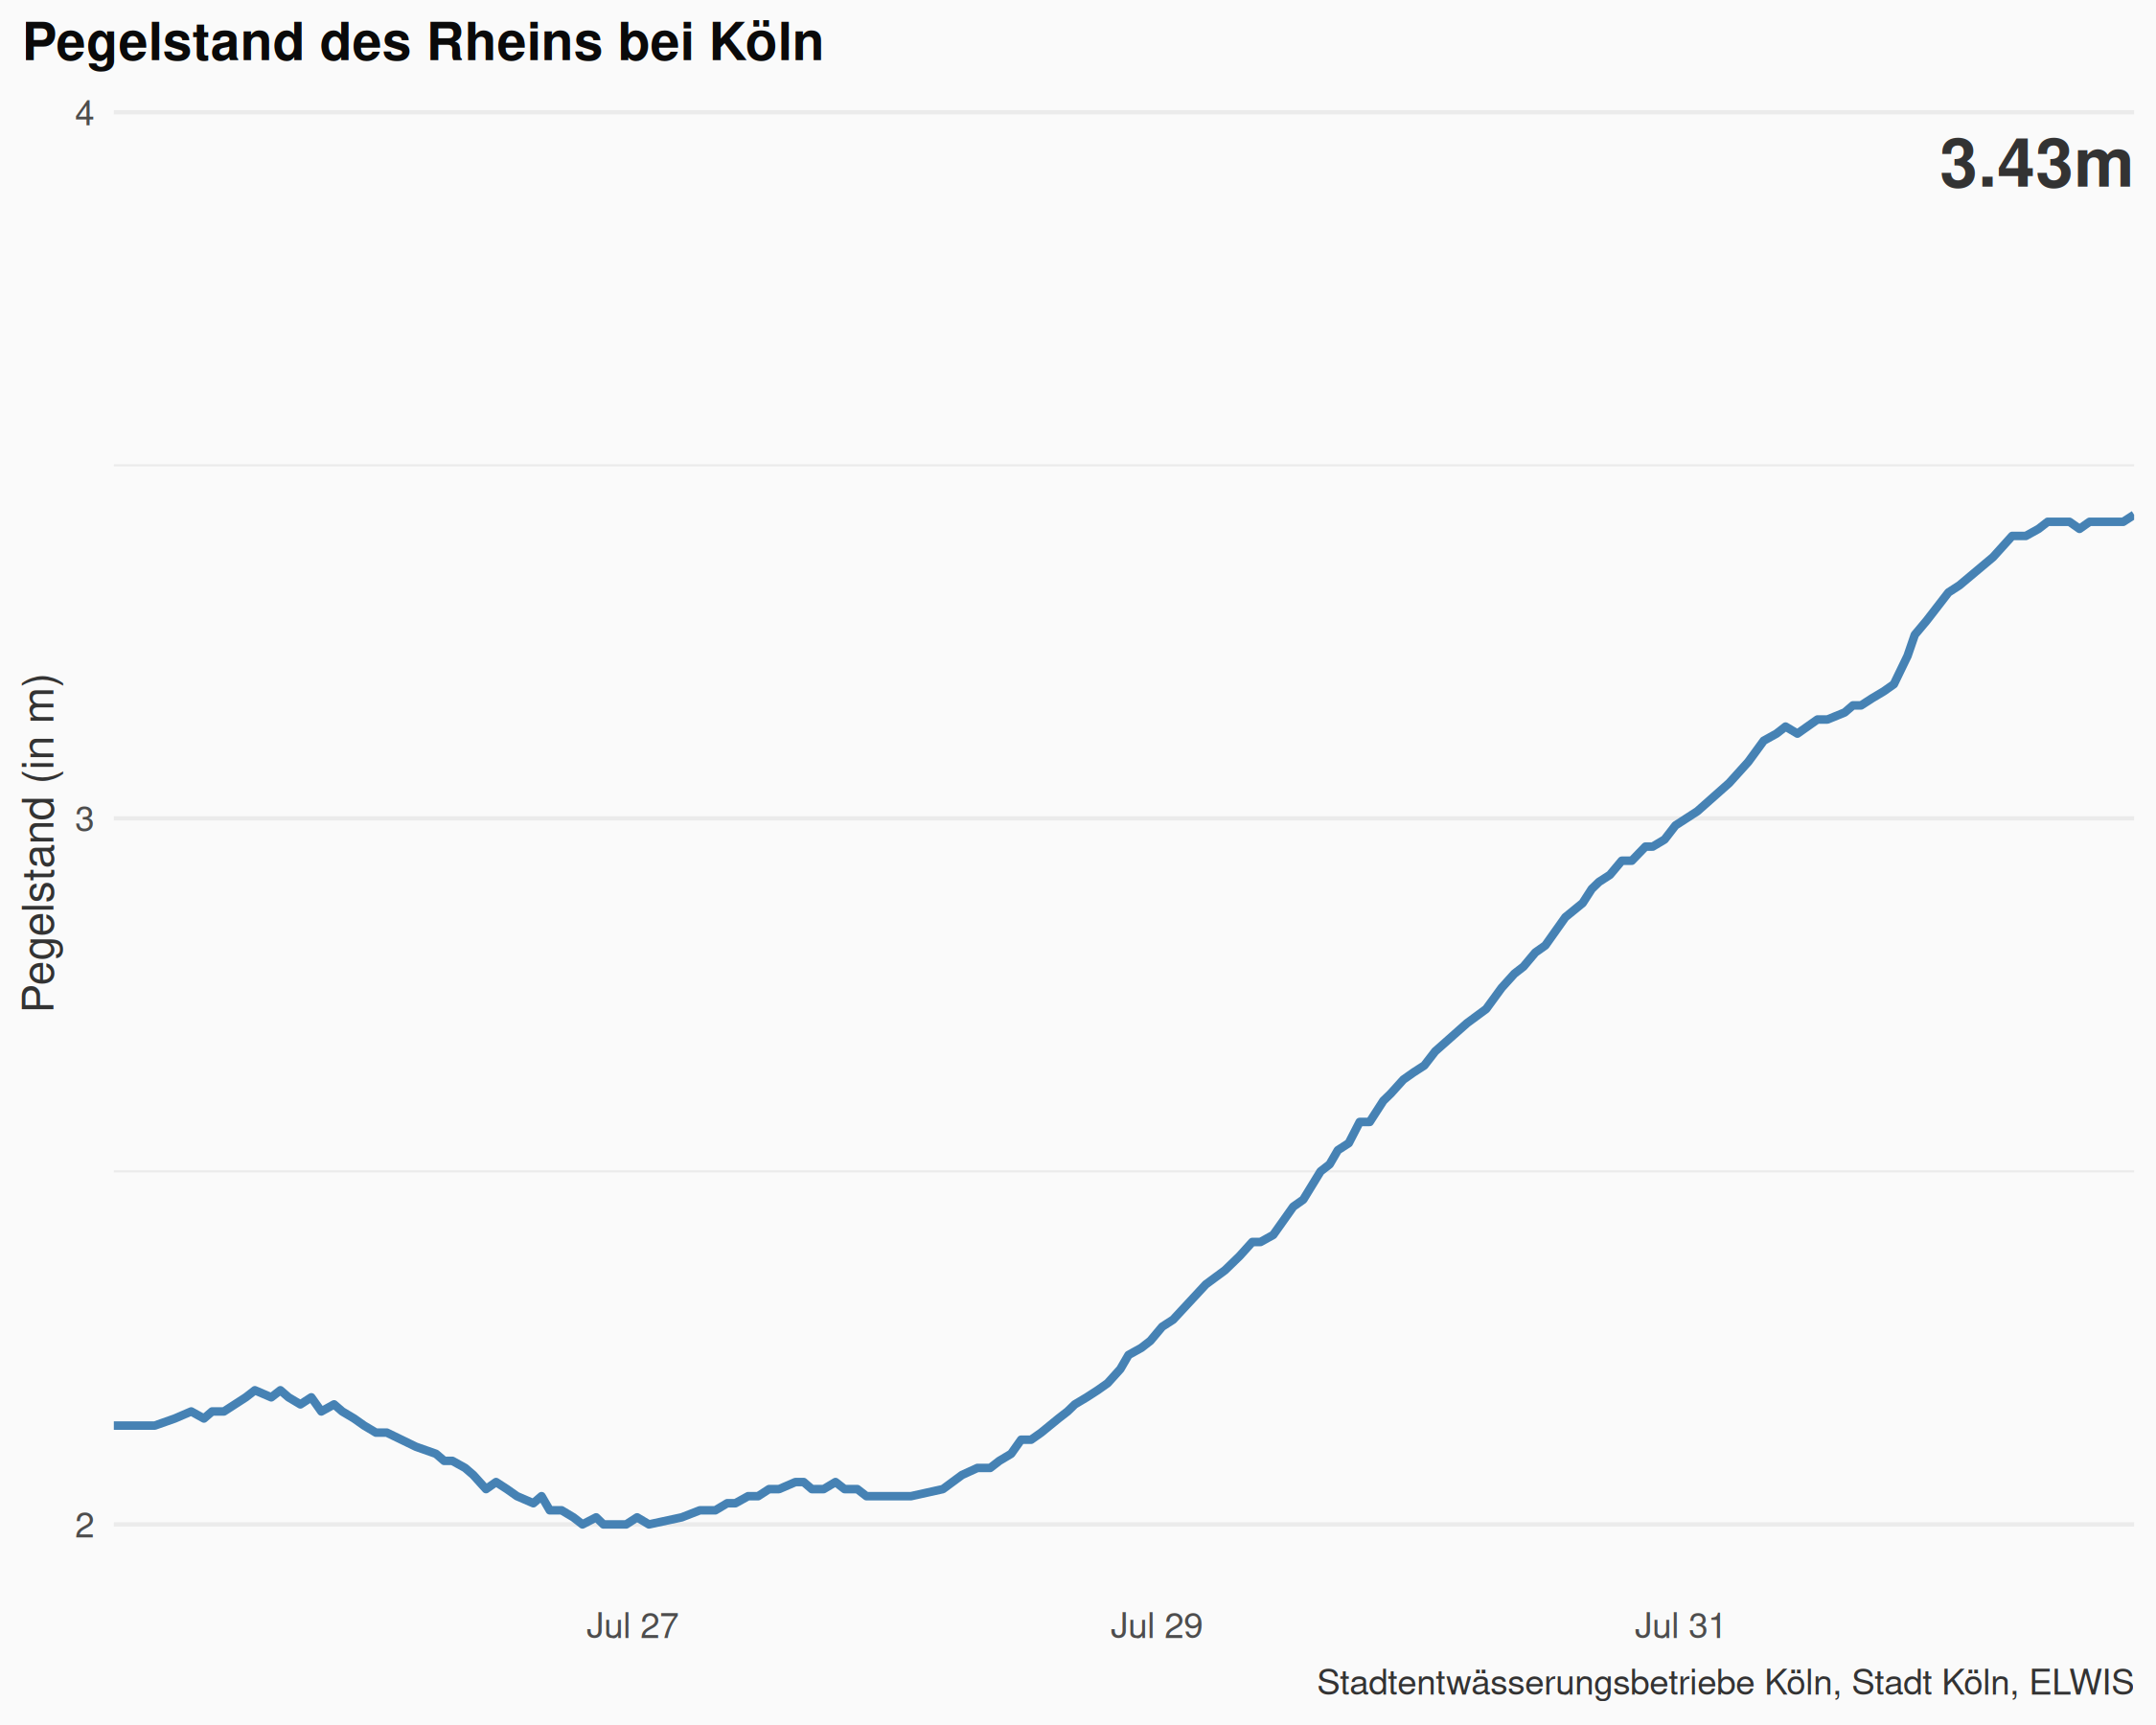 Pegelstand des Rheins bei Köln
4
3.43m
Pegelstand (in m)
3
2
Jul 27
Jul 29
Jul 31
Stadtentwässerungsbetriebe Köln, Stadt Köln, ELWIS